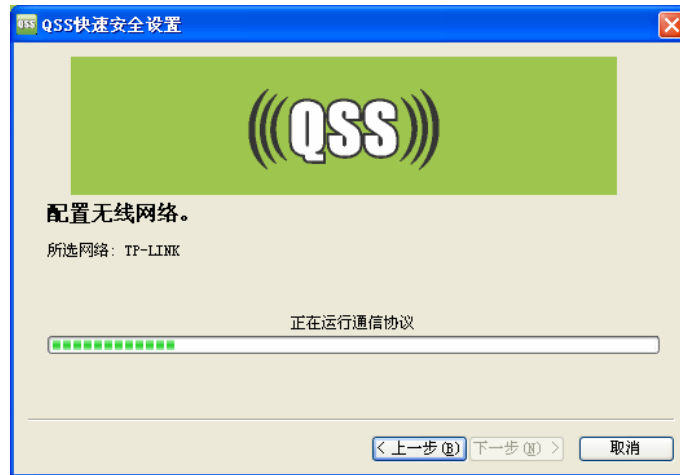 QSS QSS快速安全设置
(((QSS)))
配置无线网络。
所选网络: TP-LINK
正在运行通信协议
< 上一步(B) 下一步(N) > 取消